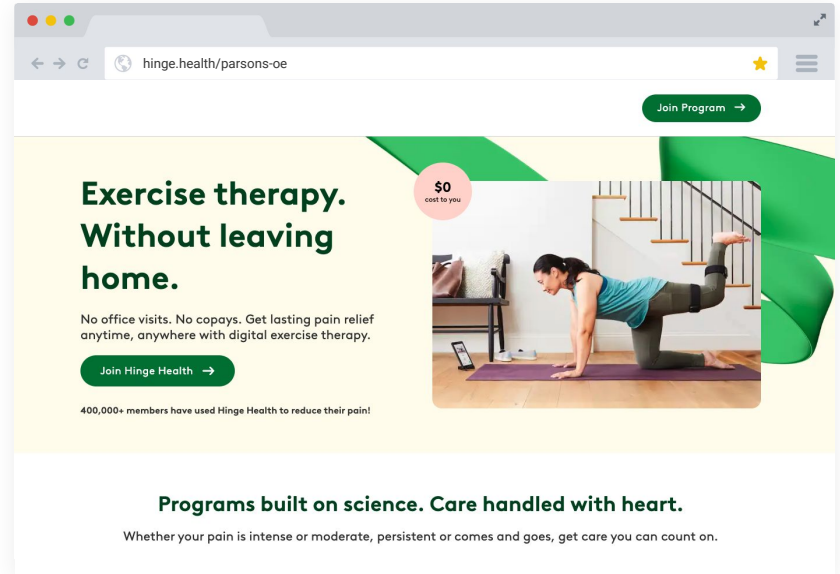 hinge.health/parsons-oe
Join Program →
Exercise therapy.
Without leaving
home.
$0
cost to you
No office visits. No copays. Get lasting pain relief
anytime, anywhere with digital exercise therapy.
Join Hinge Health →
400,000+ members have used Hinge Health to reduce their pain!
Programs built on science. Care handled with heart.
Whether your pain is intense or moderate, persistent or comes and goes, get care you can count on.